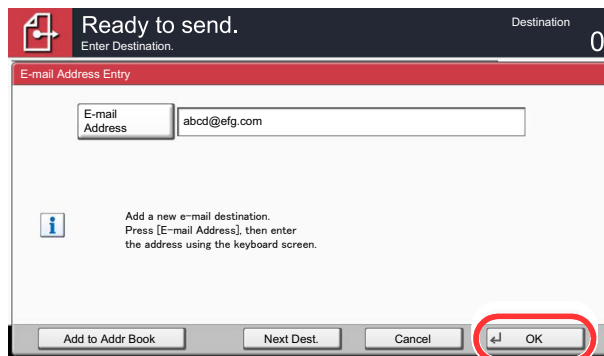 Ready to send.
Destination
Enter Destination.
0
E-mail Address Entry
E-mail
Address
abcd@efg.com
Add a new e-mail destination.
Press [E-mail Address], then enter
the address using the keyboard screen.
Add to Addr Book
Next Dest.
Cancel
OK